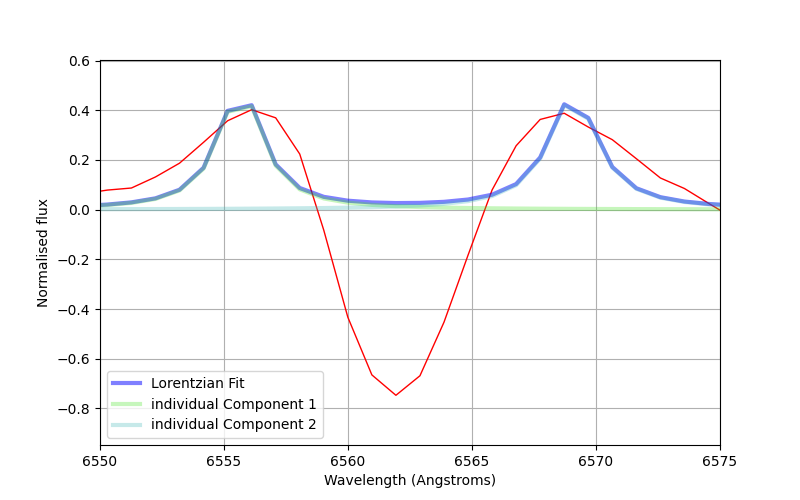 0.6
0.4
0.2
0.0
−0.2
−0.4
−0.6
−0.8
Normalised flux
Lorentzian Fit
individual Component 1
individual Component 2
6550 6555 6560 6565 6570 6575
Wavelength (Angstroms)